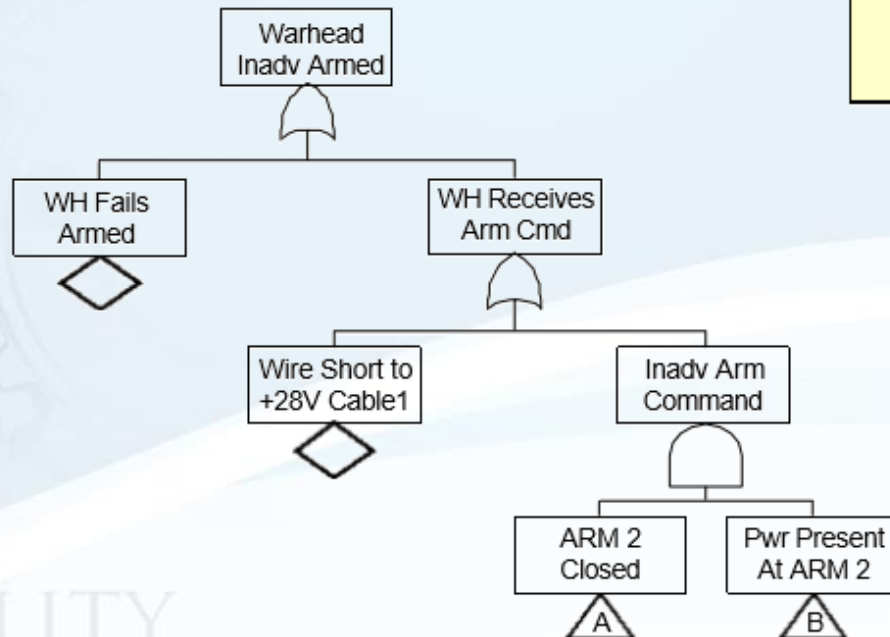 Warhead
Inadv Armed
WH Fails
Armed
WH Receives
Arm Cmd
Wire Short to
+28V Cable1
Inadv Arm
Command
ARM 2
Closed
Pwr Present
At ARM 2
A
B
LITY